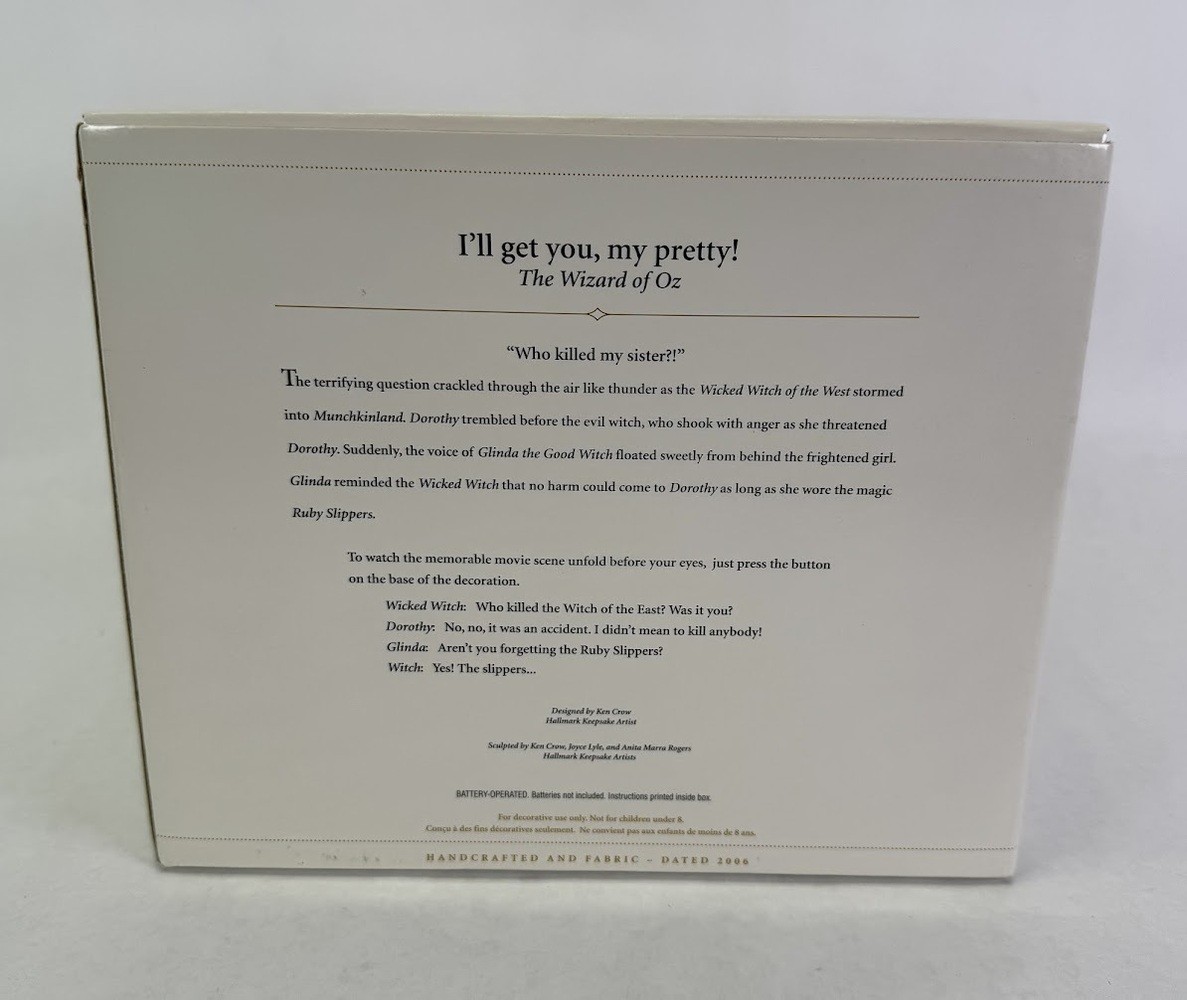 I'll get you, my pretty!
The Wizard of Oz
“Who killed my sister?!”
The terrifying question crackled through the air like thunder as the Wicked Witch of the West stormed
into Munchkinland. Dorothy trembled before the evil witch, who shook with anger as she threatened
Dorothy. Suddenly, the voice of Glinda the Good Witch floated sweetly from behind the frightened girl.
Glinda reminded the Wicked Witch that no harm could come to Dorothy as long as she wore the magic
Ruby Slippers.
To watch the memorable movie scene unfold before your eyes, just press the button
on the base of the decoration.
Wicked Witch: Who killed the Witch of the East? Was it you?
Dorothy: No, no, it was an accident. I didn't mean to kill anybody!
Glinda: Aren't you forgetting the Ruby Slippers?
Witch: Yes! The slippers...
Designed by Ken Crow
Hallmark Keepsake Artist
Sculpted by Ken Crow, Joyce Lyle, and Anita Marra Rogers
Hallmark Keepsake Artists
BATTERY-OPERATED. Batteries not included. Instructions printed inside box.
For decorative use only. Not for children under 8.
Conçu à des fins décoratives seulement. Ne convient pas aux enfants de moins de 8 ans.
HANDCRAFTED AND FABRIC – DATED 2006